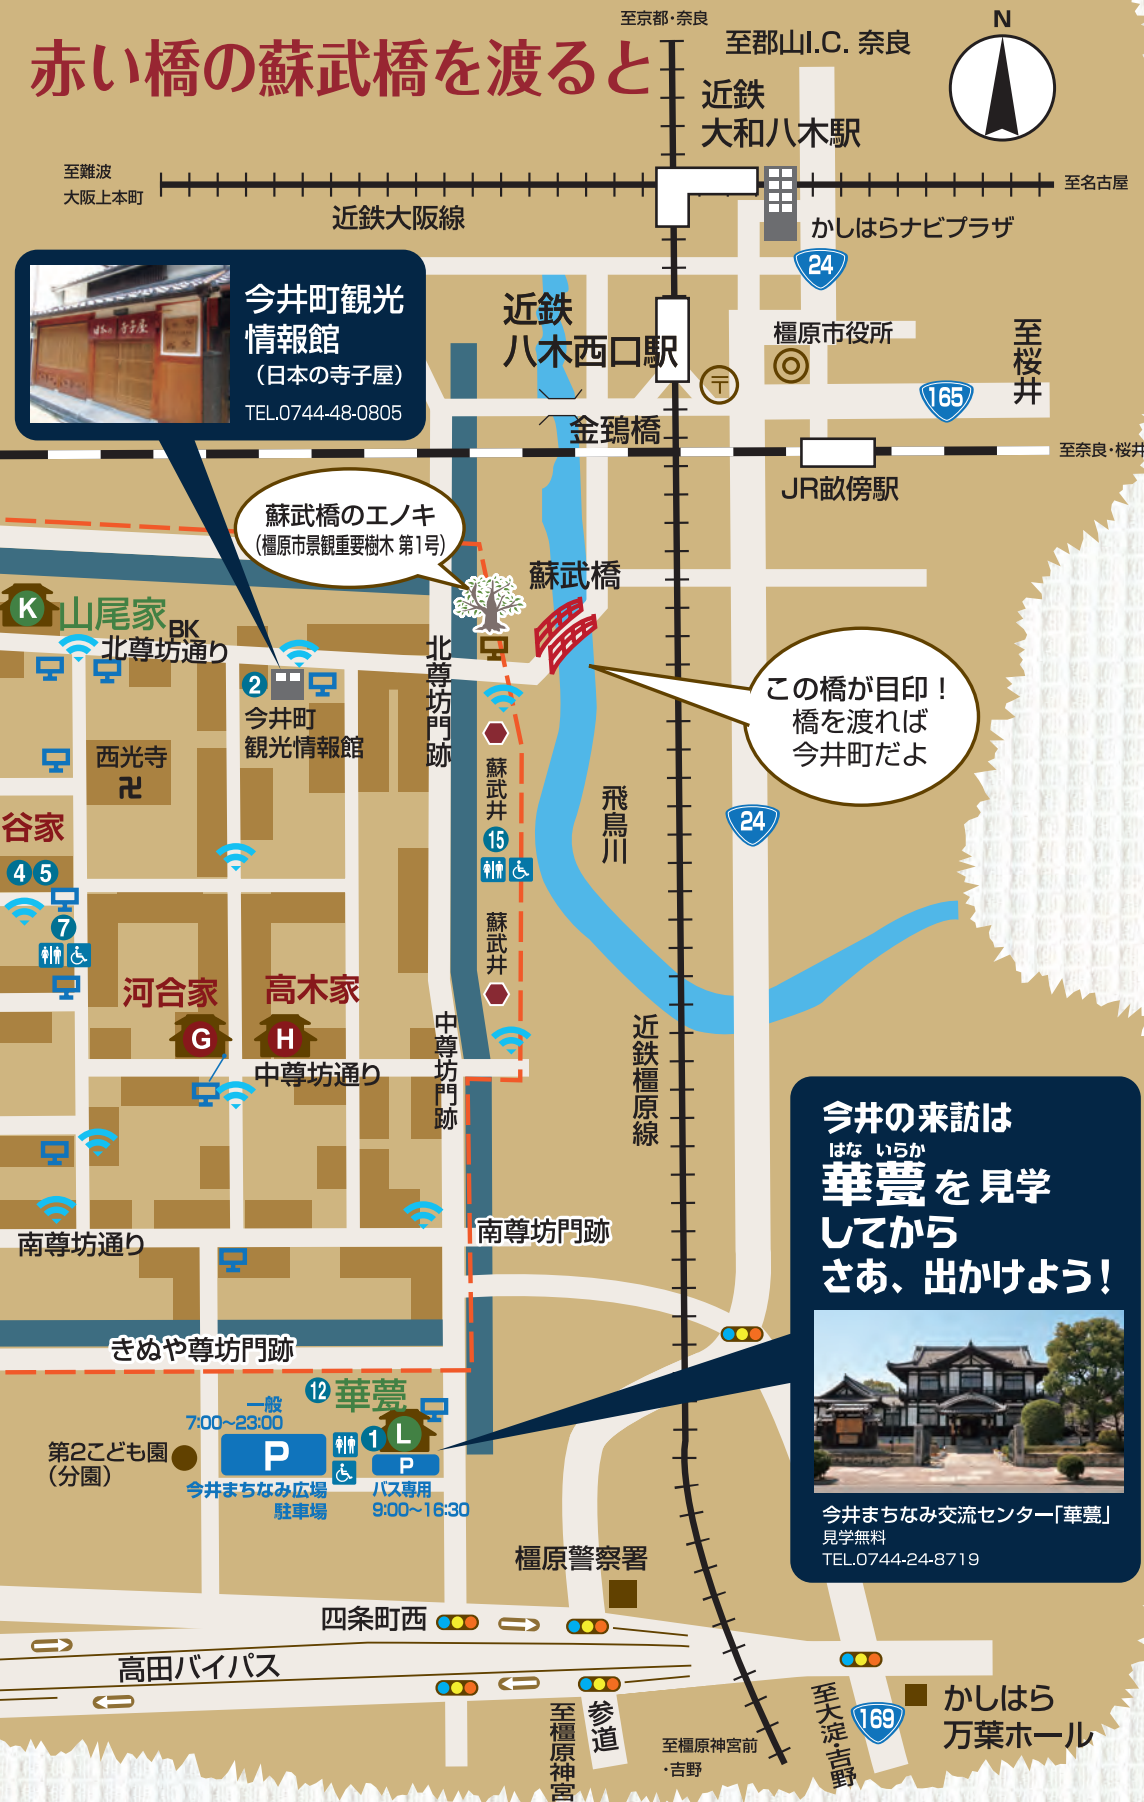 赤い橋の蘇武橋を渡ると
至京都・奈良
至郡山I.C. 奈良
N
近鉄
大和八木駅
至難波
大阪上本町
至名古屋
近鉄大阪線
かしはらナビプラザ
24
今井町観光
情報館
（日本の寺子屋）
TEL.0744-48-0805
日本の寺子屋
近鉄
八木西口駅
橿原市役所
至桜井
〒
165
金鵄橋
至奈良・桜井
JR畝傍駅
蘇武橋のエノキ
（橿原市景観重要樹木 第1号）
蘇武橋
K
山尾家
BK
北尊坊通り
北尊坊門跡
2
今井町
観光情報館
この橋が目印！
橋を渡れば
今井町だよ
西光寺
卍
蘇武井
飛鳥川
24
谷家
4
5
15
7
蘇武井
河合家
高木家
G
H
中尊坊通り
中尊坊門跡
近鉄橿原線
今井の来訪は
はな いらか
華甍を見学
してから
さあ、出かけよう！
南尊坊通り
南尊坊門跡
きぬや尊坊門跡
12
華甍
一般
7:00〜23:00
P
1
L
P
第2こども園
（分園）
今井まちなみ広場
駐車場
バス専用
9:00〜16:30
今井まちなみ交流センター「華甍」
見学無料
TEL.0744-24-8719
橿原警察署
四条町西
高田バイパス
至橿原神宮
参道
至橿原神宮前
・吉野
至大淀・吉野
169
かしはら
万葉ホール